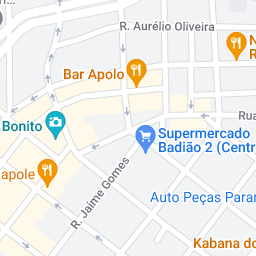 R. Aurélio Oliveira
N
R
Bar Apolo
Rua
Bonito
Supermercado
Badião 2 (Centr
apole
R. Jaime Gomes
Auto Peças Paran
Kabana do